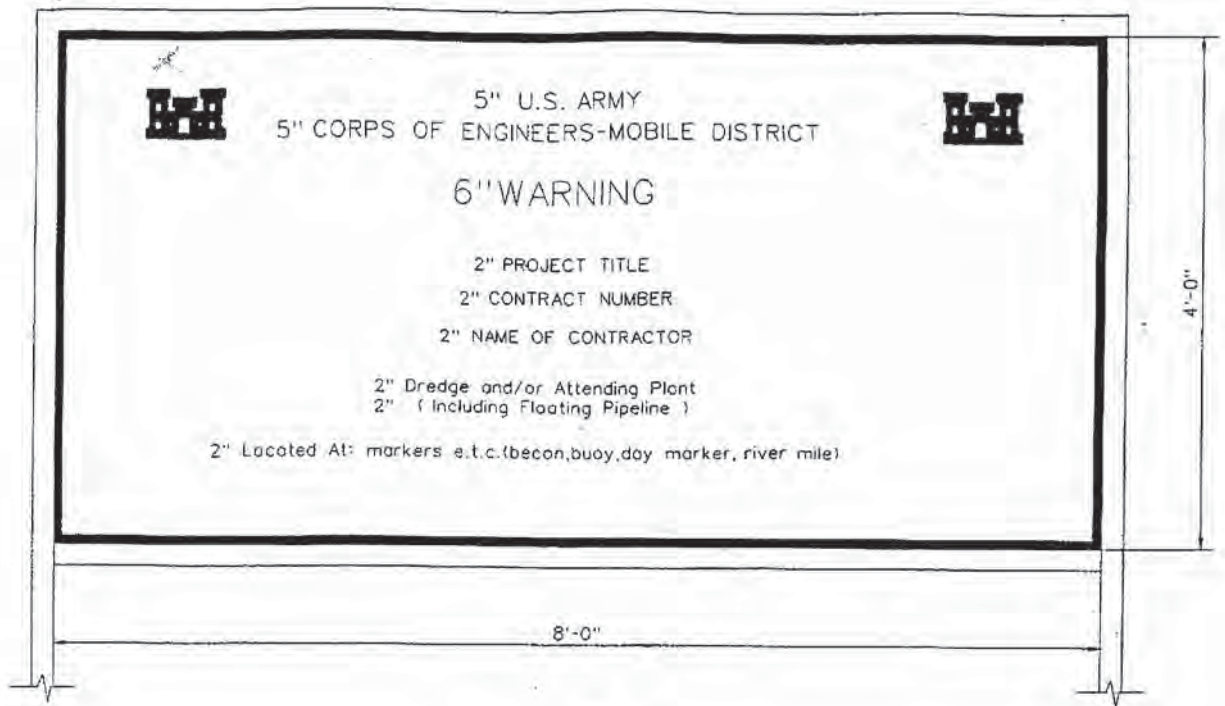 5" U.S. ARMY
5" CORPS OF ENGINEERS-MOBILE DISTRICT
6" WARNING
2" PROJECT TITLE
2" CONTRACT NUMBER
2" NAME OF CONTRACTOR
2" Dredge and/or Attending Plant
2" (Including Floating Pipeline)
2" Located At: markers e.t.c.(becon,buoy,day marker, river mile)
4'-0"
8'-0"